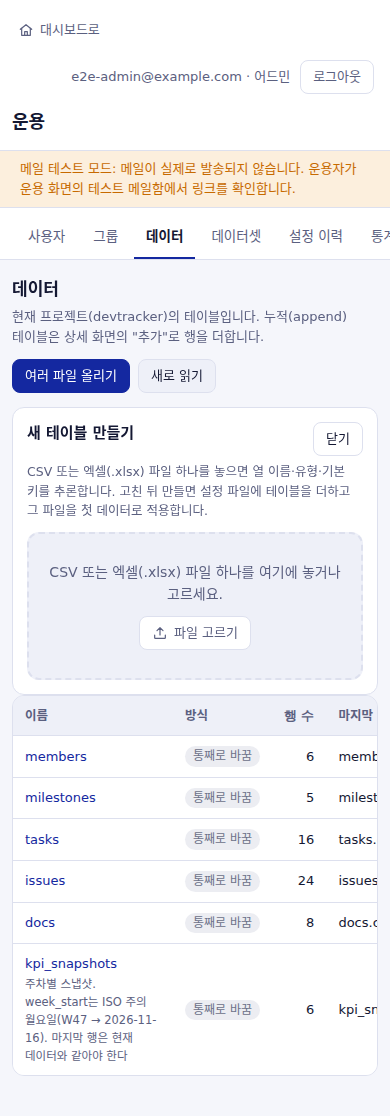 대시보드로
e2e-admin@example.com · 어드민 로그아웃
운용
메일 테스트 모드: 메일이 실제로 발송되지 않습니다. 운용자가
운용 화면의 테스트 메일함에서 링크를 확인합니다.
사용자 그룹 데이터 데이터셋 설정 이력 통계
데이터
현재 프로젝트(devtracker)의 테이블입니다. 누적(append)
테이블은 상세 화면의 "추가"로 행을 더합니다.
여러 파일 올리기 새로 읽기
새 테이블 만들기 닫기
CSV 또는 엑셀(.xlsx) 파일 하나를 놓으면 열 이름·유형·기본
키를 추론합니다. 고친 뒤 만들면 설정 파일에 테이블을 더하고
그 파일을 첫 데이터로 적용합니다.
CSV 또는 엑셀(.xlsx) 파일 하나를 여기에 놓거나
고르세요.
파일 고르기
이름 방식 행 수 마지막
members 통째로 바꿈 6 memb
milestones 통째로 바꿈 5 milest
tasks 통째로 바꿈 16 tasks.
issues 통째로 바꿈 24 issues
docs 통째로 바꿈 8 docs.c
kpi_snapshots
주차별 스냅샷.
week_start는 ISO 주의
월요일(W47 → 2026-11-
16). 마지막 행은 현재
데이터와 같아야 한다
통째로 바꿈 6 kpi_sn